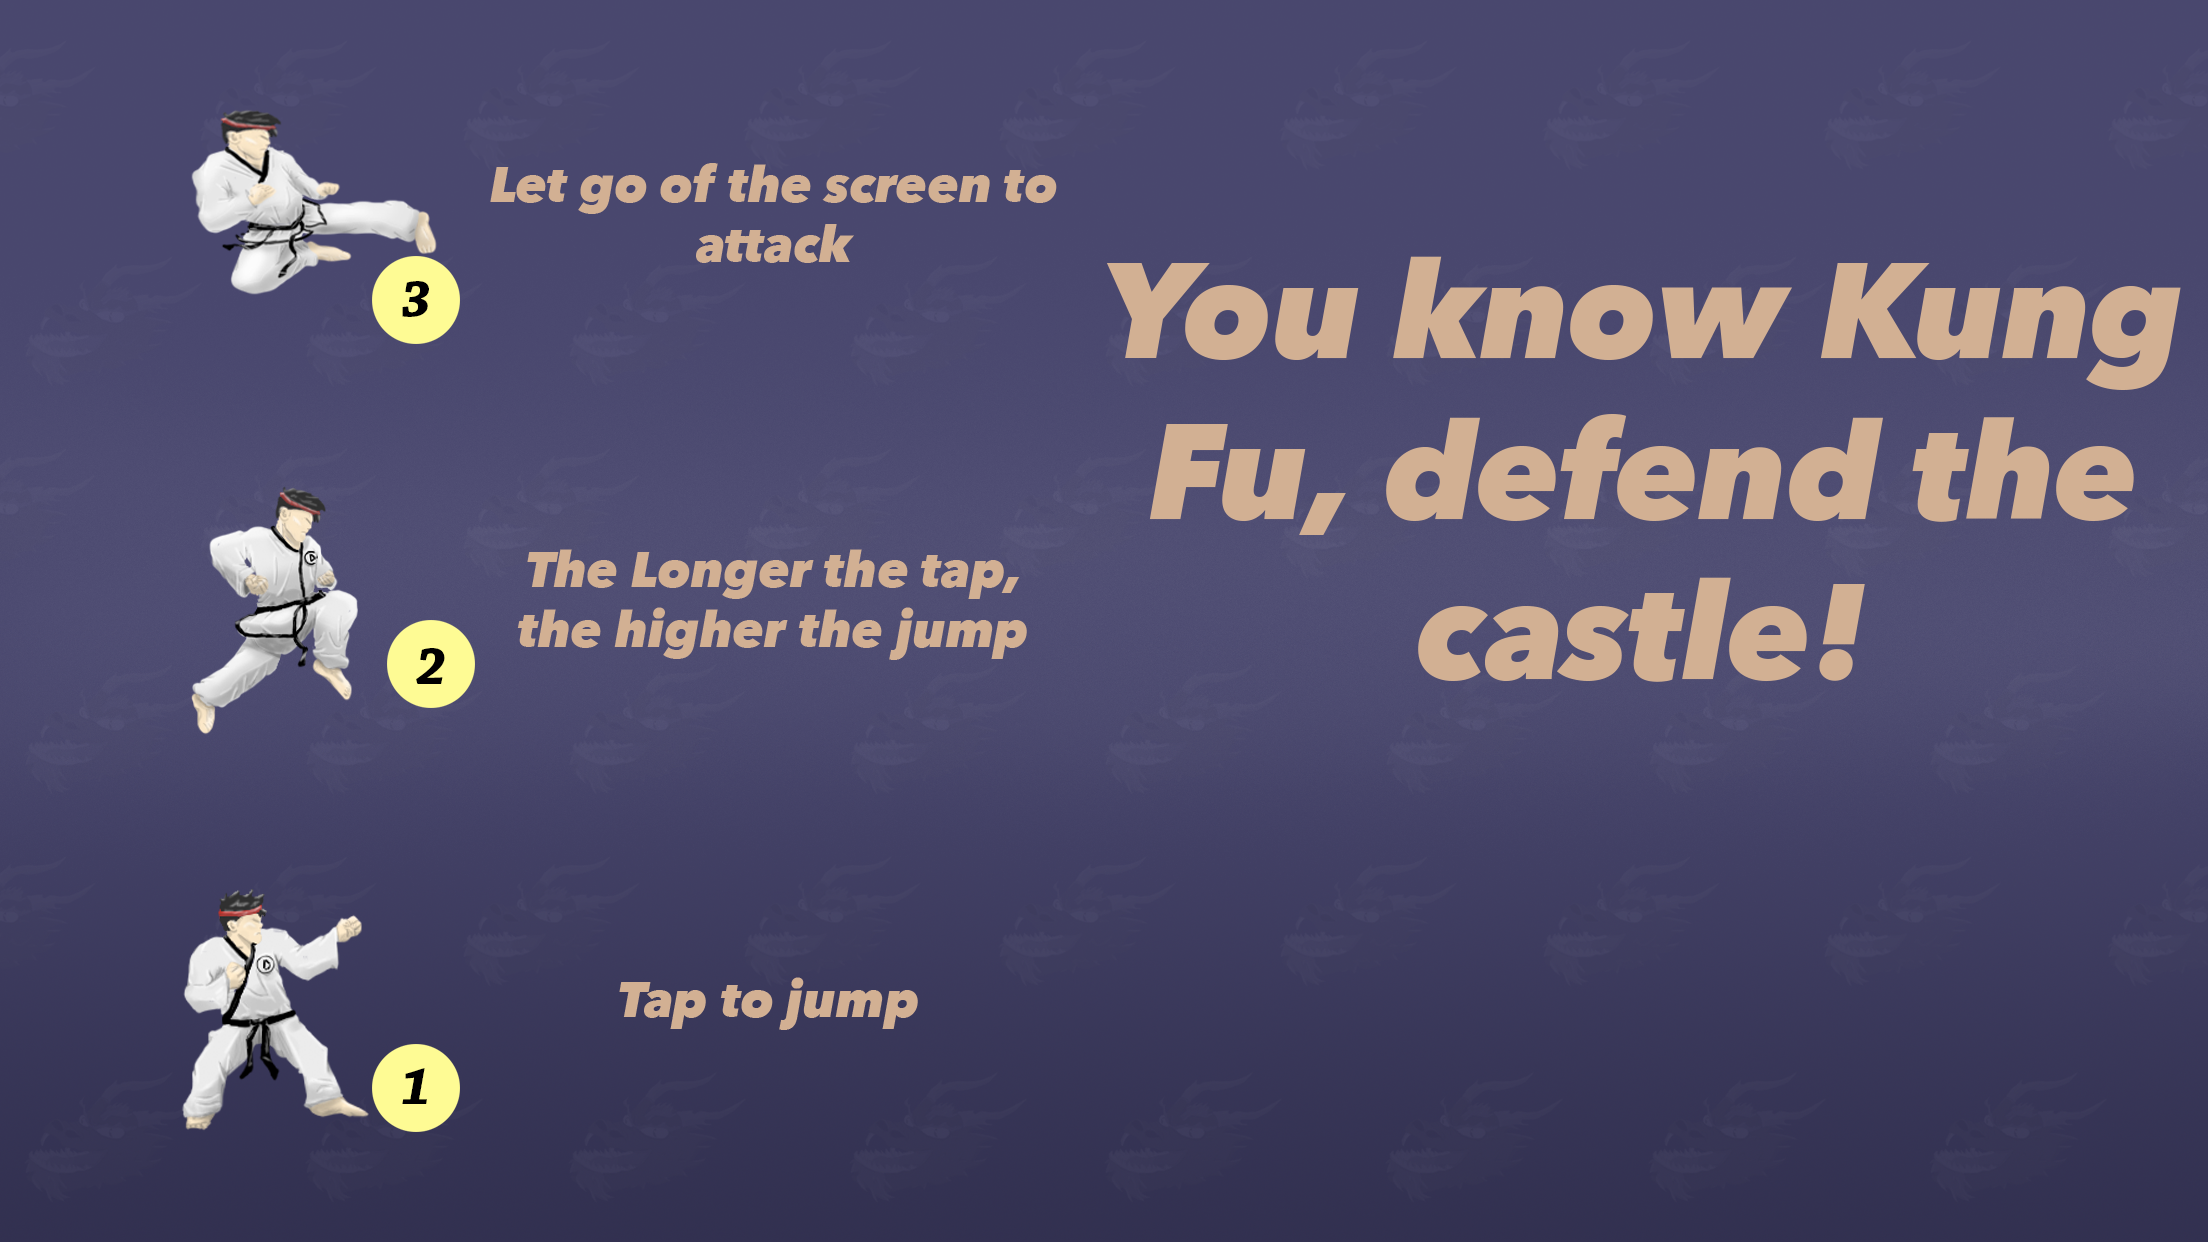 Let go of the screen to
attack
3
The Longer the tap,
the higher the jump
2
Tap to jump
1
You know Kung
Fu, defend the
castle!